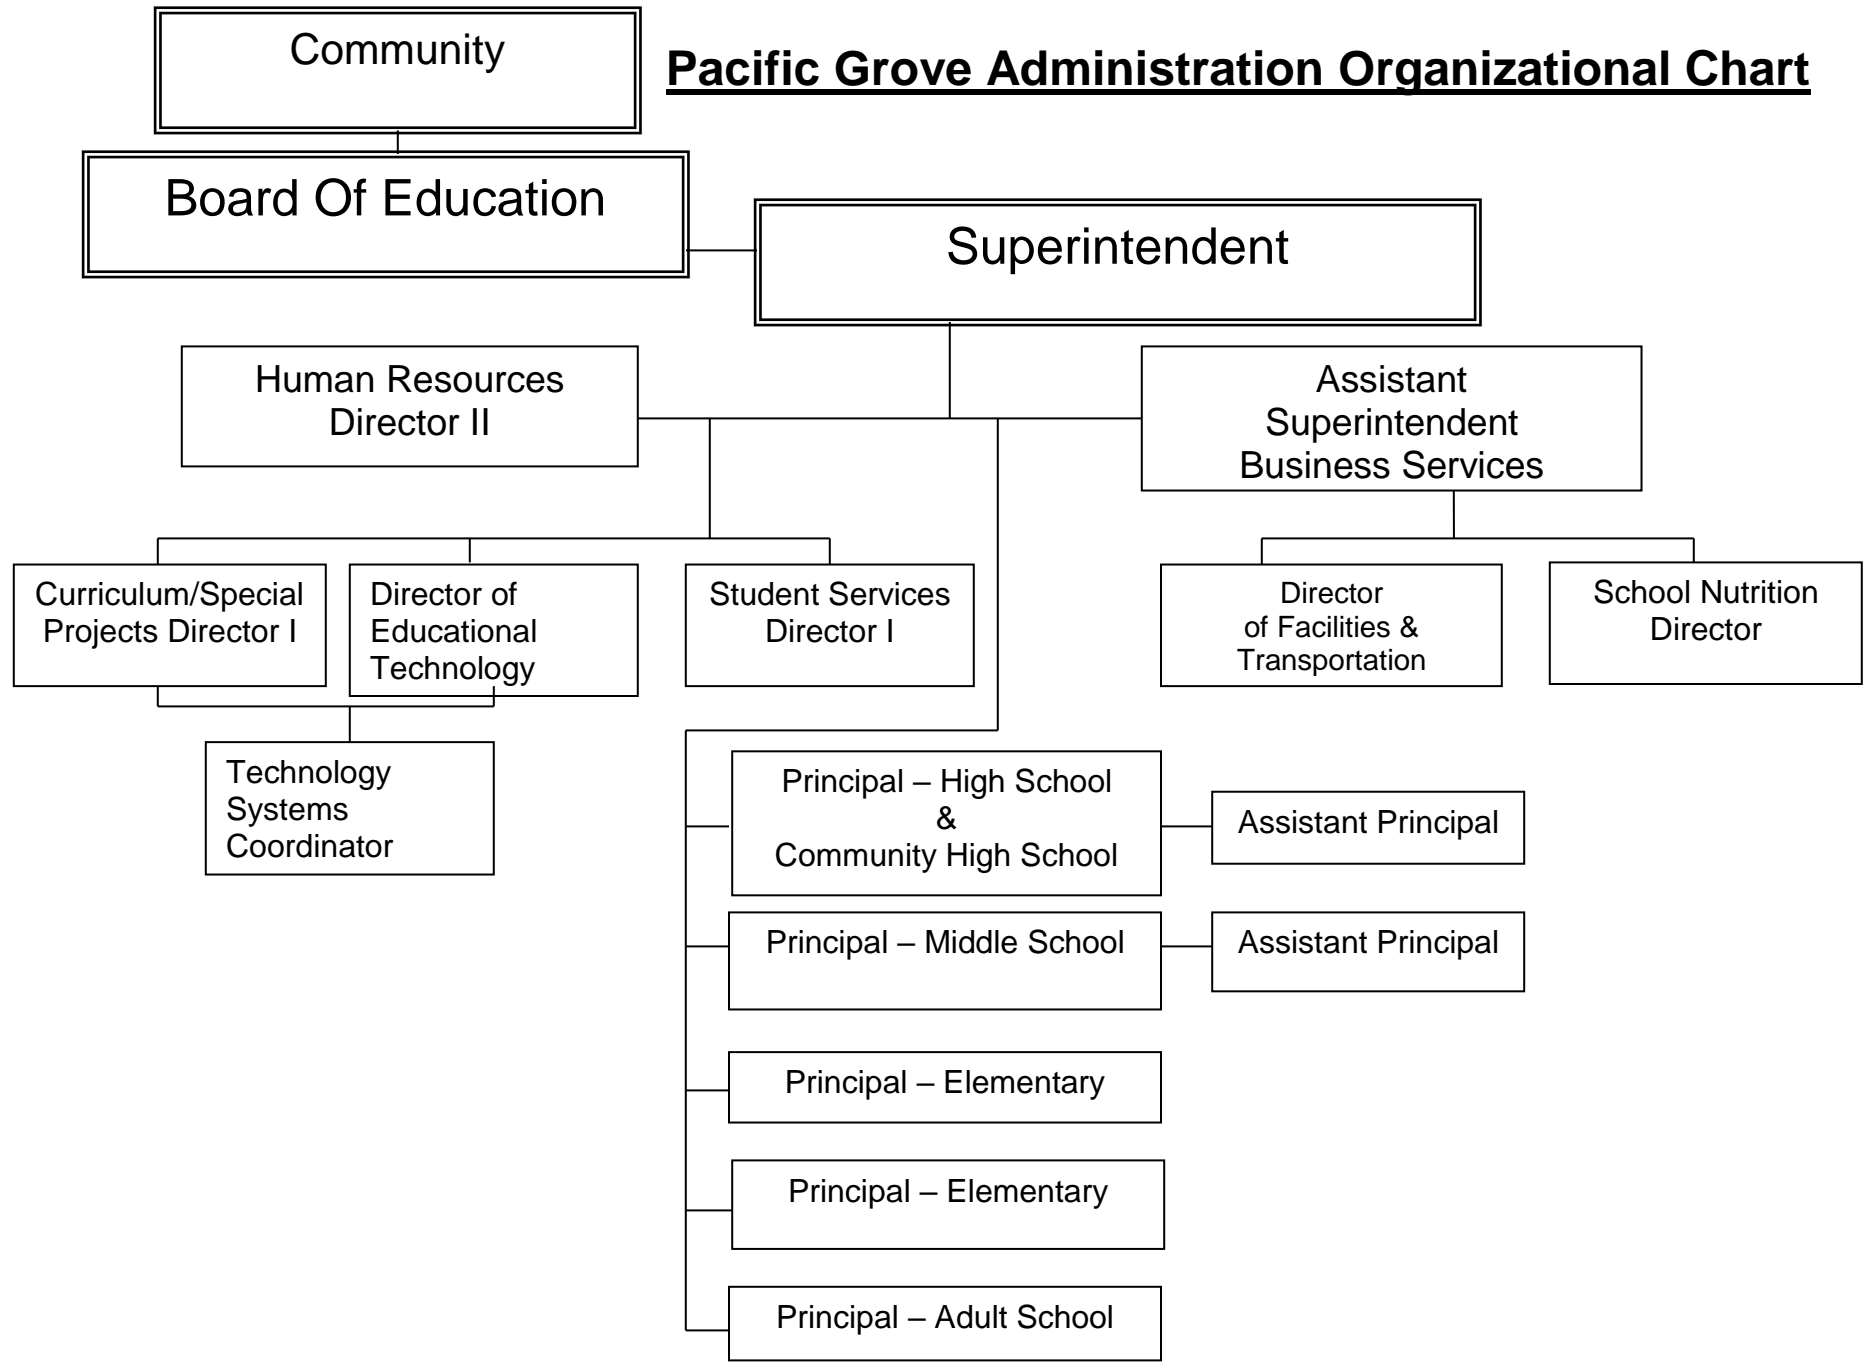 Community
Pacific Grove Administration Organizational Chart
Board Of Education
Superintendent
Human Resources
Director II
Assistant
Superintendent
Business Services
Curriculum/Special
Projects Director I
Director of
Educational
Technology
Student Services
Director I
Director
of Facilities &
Transportation
School Nutrition
Director
Technology
Systems
Coordinator
Principal – High School
&
Community High School
Assistant Principal
Principal – Middle School
Assistant Principal
Principal – Elementary
Principal – Elementary
Principal – Adult School